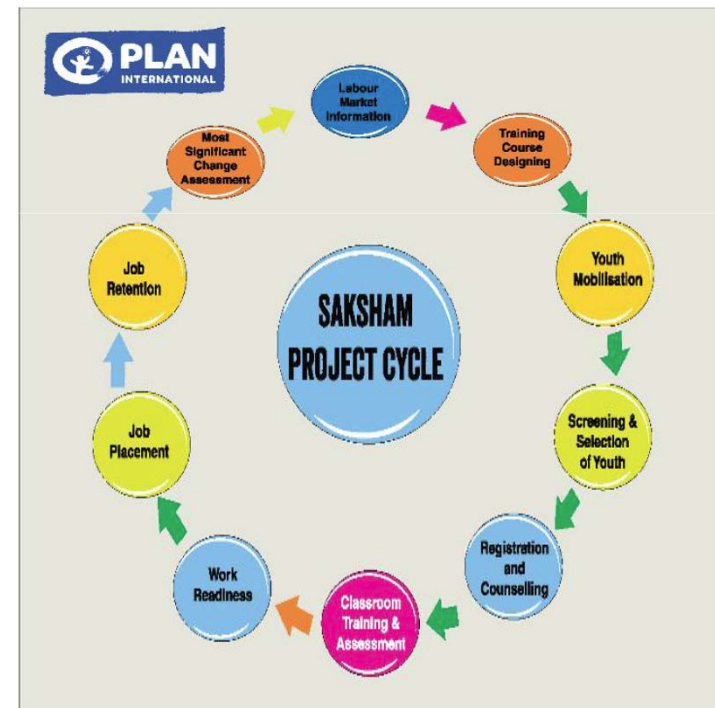 PLAN
INTERNATIONAL
Labour
Market
Information
Training
Course
Designing
Youth
Mobilisation
Screening &
Selection
of Youth
Registration
and
Counselling
Classroom
Training &
Assessment
Work
Readiness
Job
Placement
Job
Retention
Most
Significant
Change
Assessment
SAKSHAM
PROJECT CYCLE